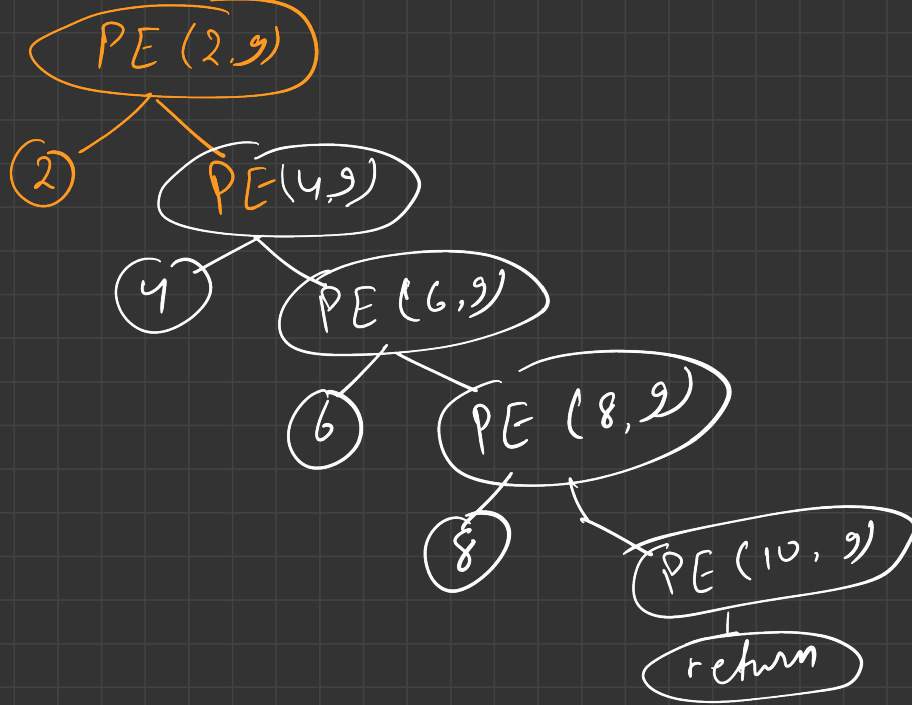 PE (2,9)
2
PE (4,9)
4
PE (6,9)
6
PE (8,9)
8
PE (10, 9)
return